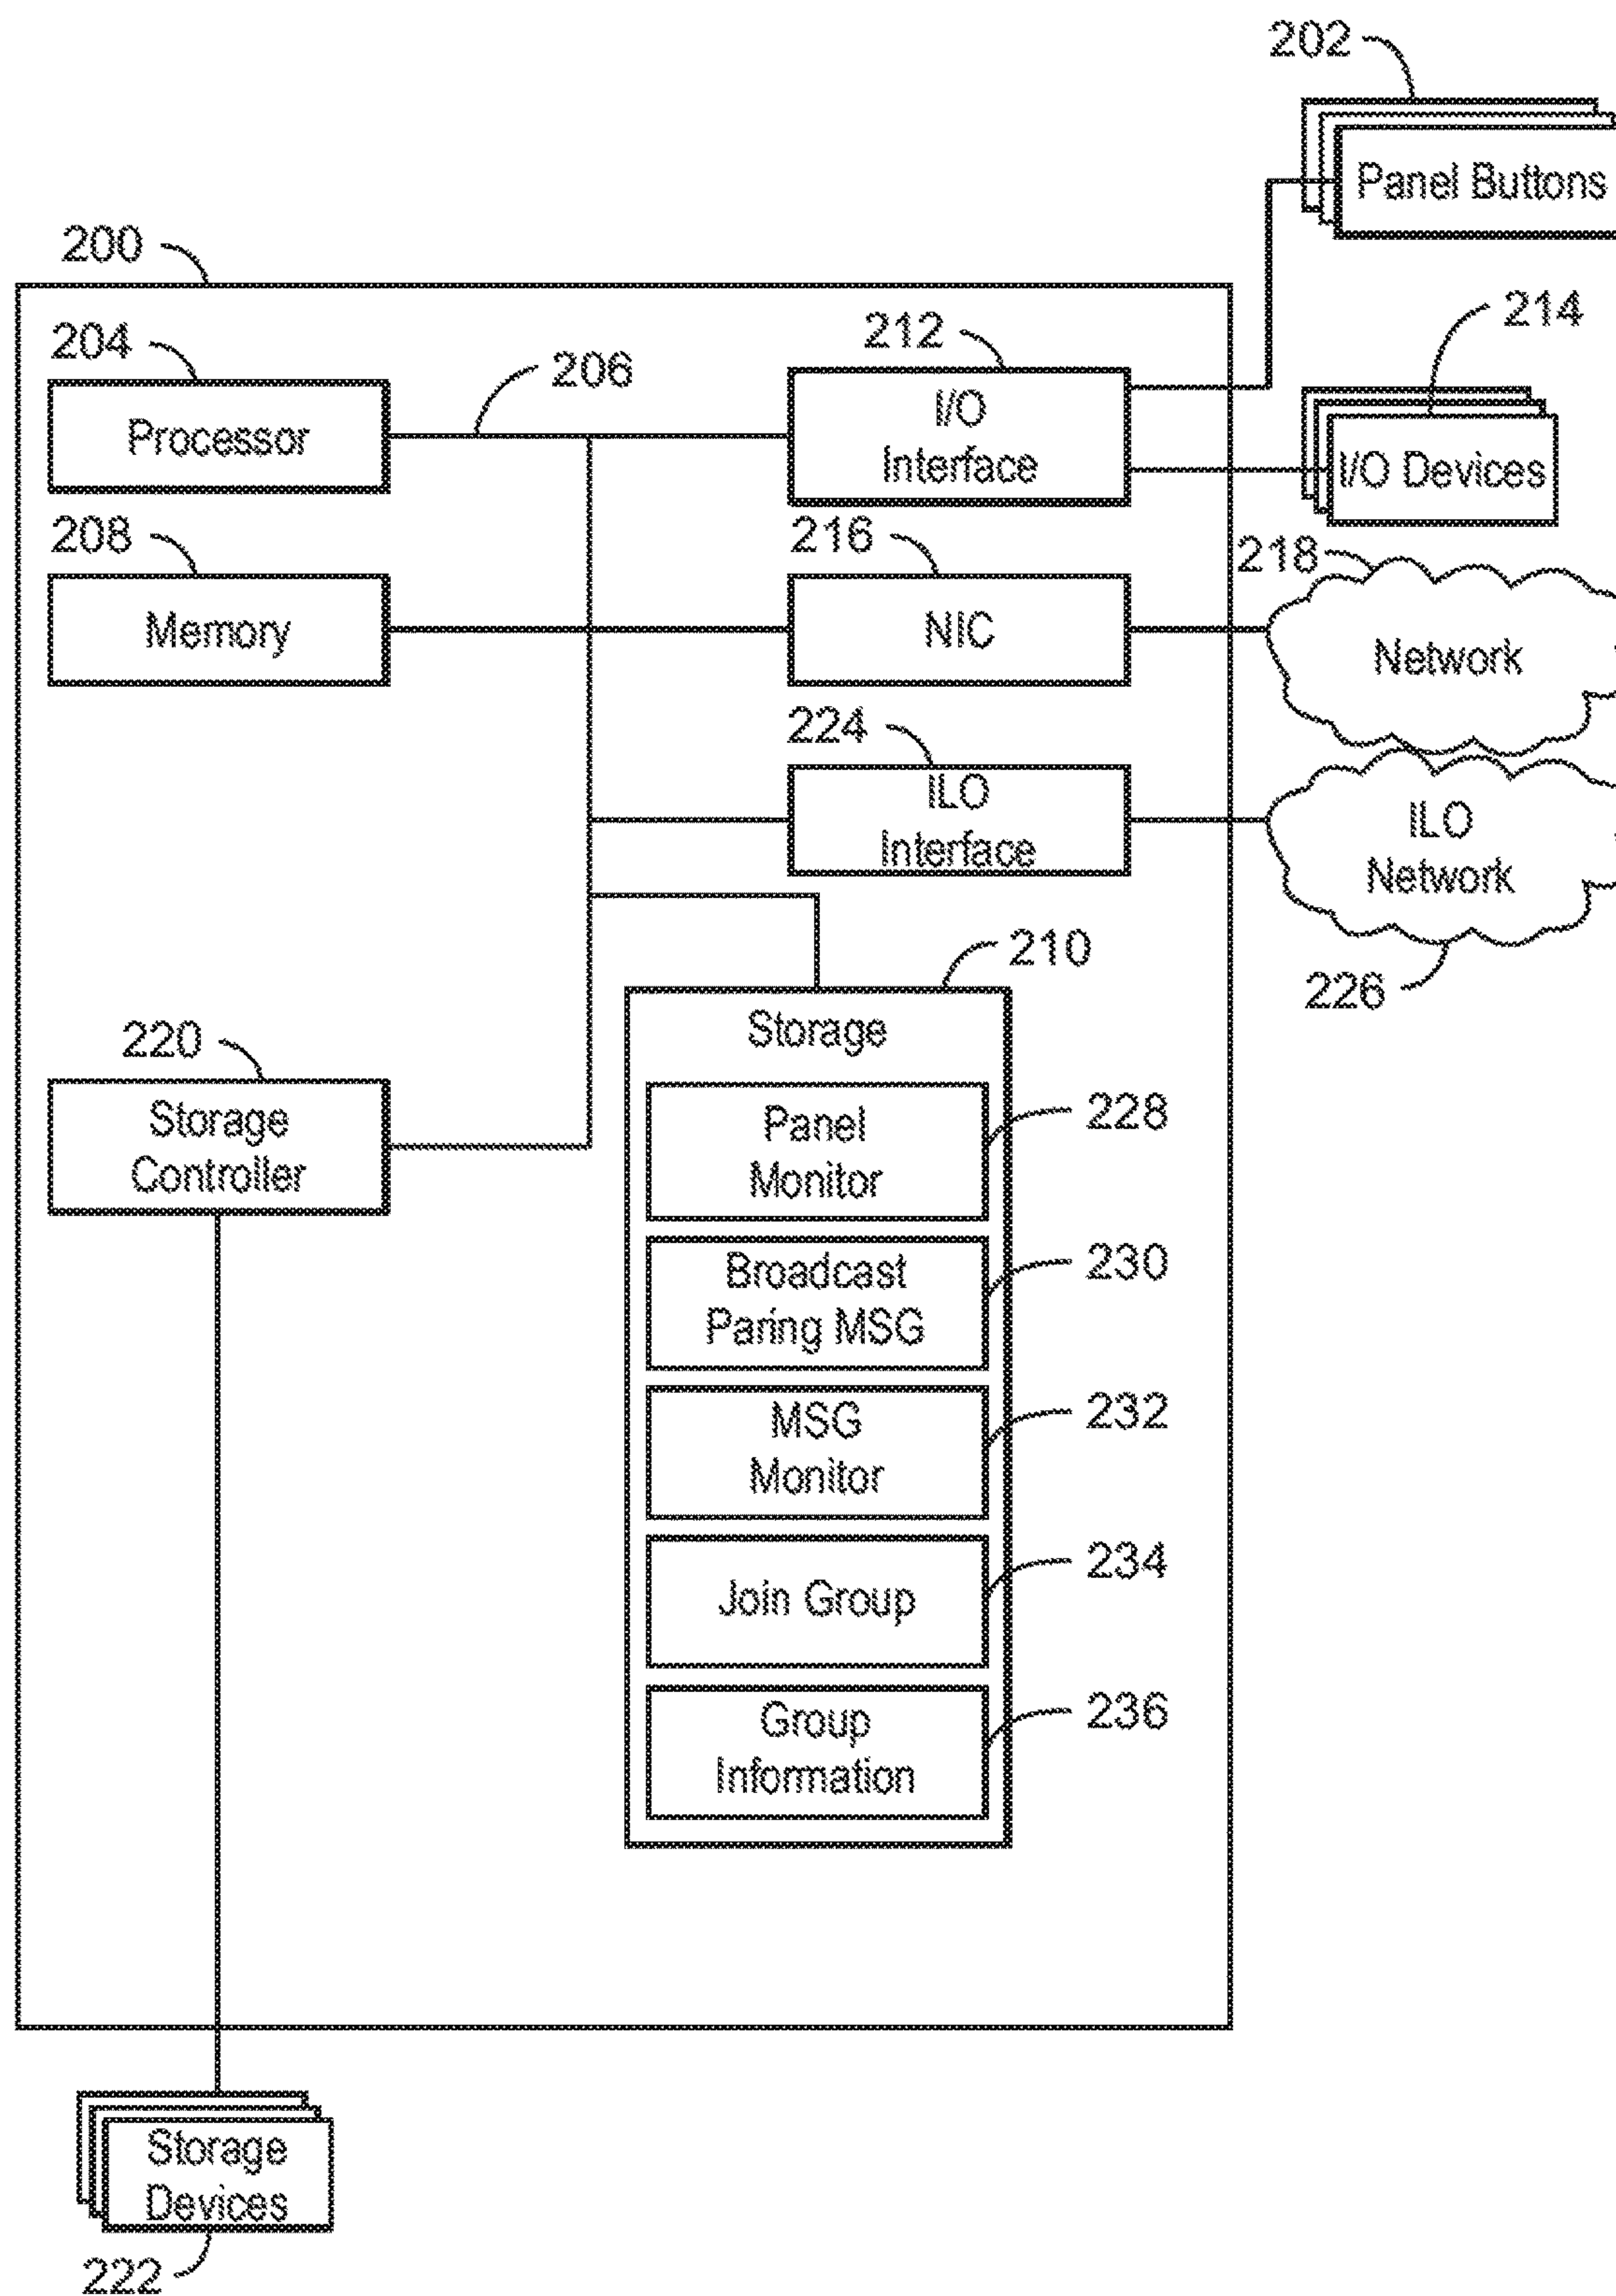 202
Panel Buttons
200
214
204
206
212
Processor
I/O
Interface
I/O Devices
208
216
218
Memory
NIC
Network
224
ILO
Interface
ILO
Network
226
210
Storage
220
Storage
Controller
Panel
Monitor
228
Broadcast
Paring MSG
230
MSG
Monitor
232
Join Group
234
Group
Information
236
Storage
Devices
222